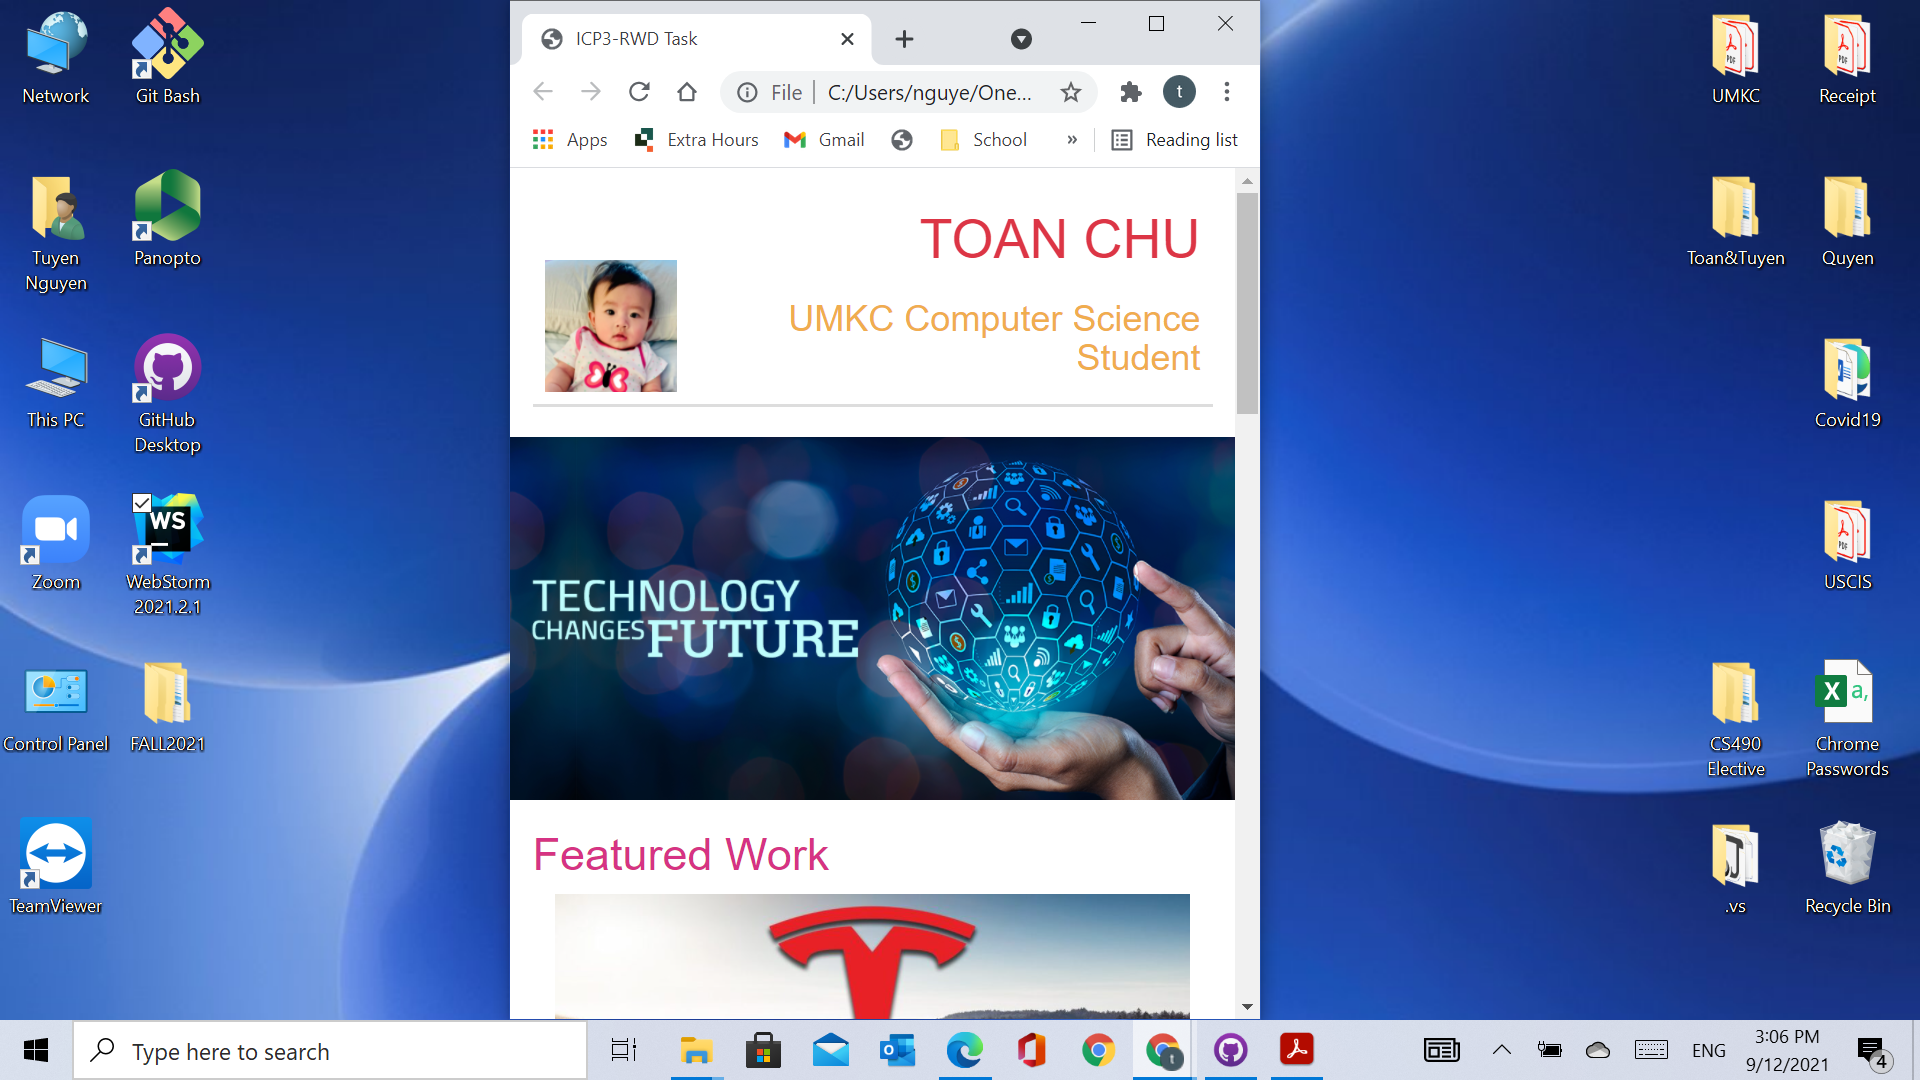 Network
Git Bash
Tuyen
Nguyen
Panopto
This PC
GitHub
Desktop
Zoom
WS
WebStorm
2021.2.1
Control Panel
FALL2021
TeamViewer
ICP3-RWD Task
File
C:/Users/nguye/One...
t
Apps
Extra Hours
Gmail
School
»
Reading list
TOAN CHU
UMKC Computer Science
Student
TECHNOLOGY
CHANGES FUTURE
Featured Work
UMKC
Receipt
Toan&Tuyen
Quyen
Covid19
USCIS
CS490
Elective
X a,
Chrome
Passwords
.vs
Recycle Bin
Type here to search
t
ENG
3:06 PM
9/12/2021
4